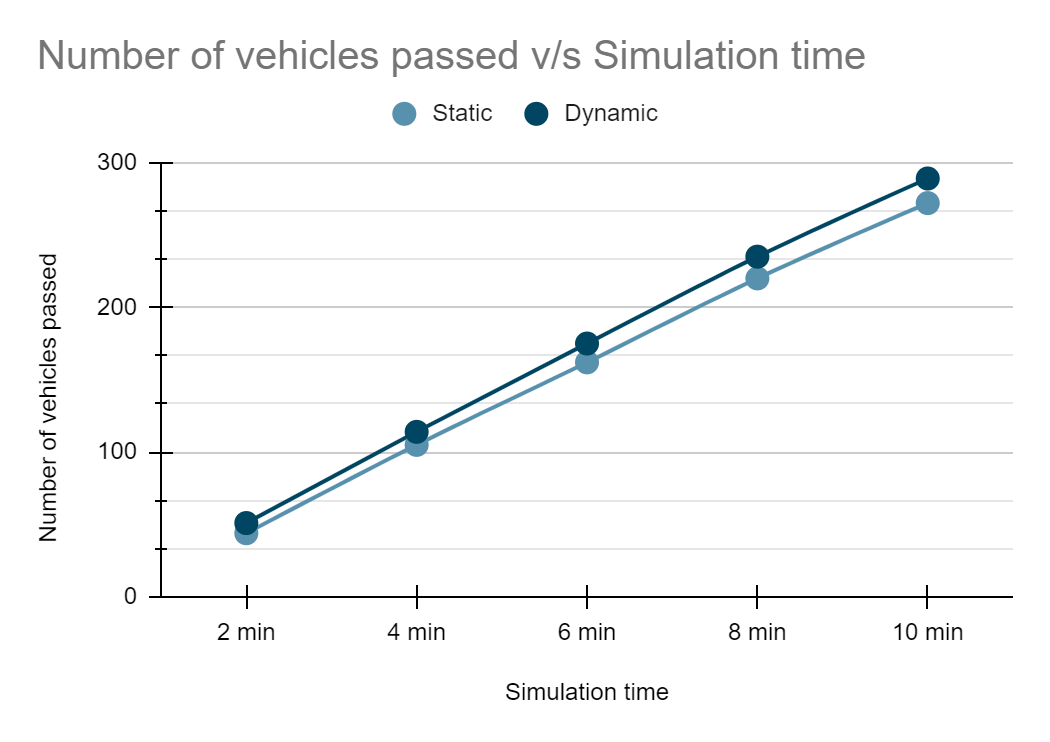 Number of vehicles passed v/s Simulation time
Static
Dynamic
Number of vehicles passed
300
200
100
0
2 min
4 min
6 min
8 min
10 min
Simulation time